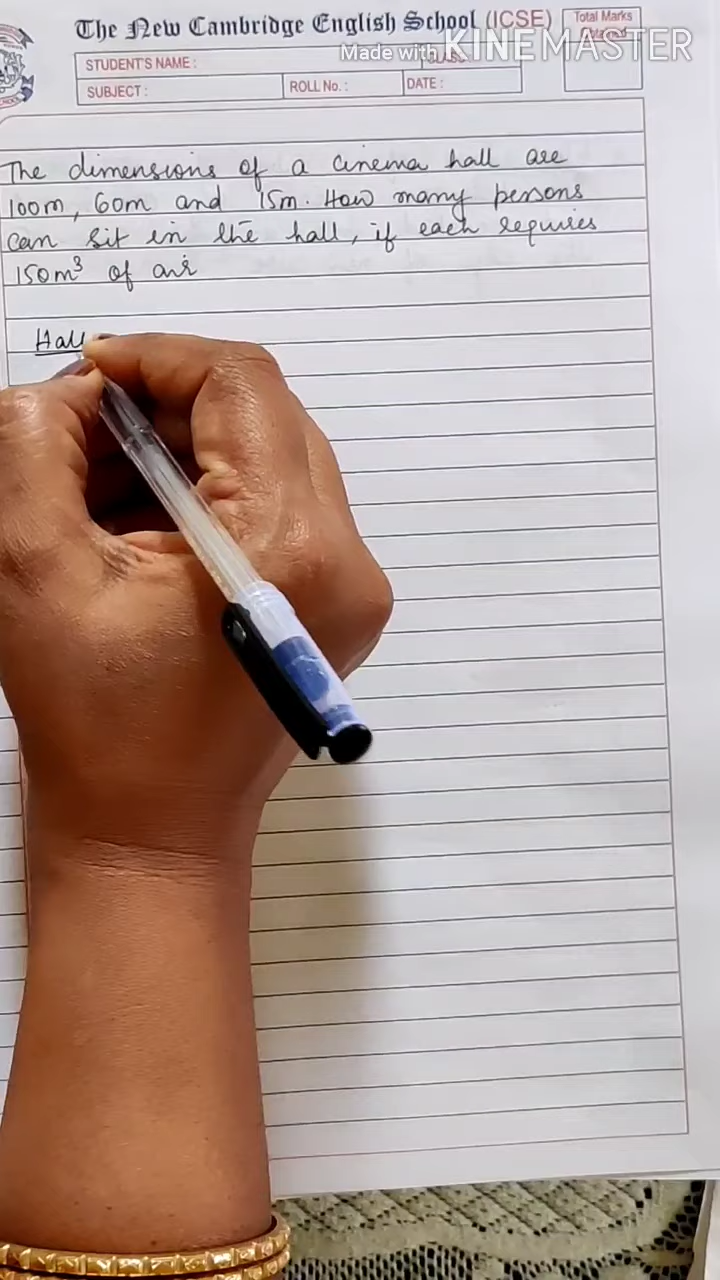 The New Cambridge English School (ICSE)
Total Marks
Obtained
Made with KINEMASTER
STUDENT'S NAME :
CLASS
SUBJECT :
ROLL No. :
DATE :
The dimensions of a cinema hall are
100m, 60m and 15m. How many persons
can sit in the hall, if each requires
150m³ of air
Hall